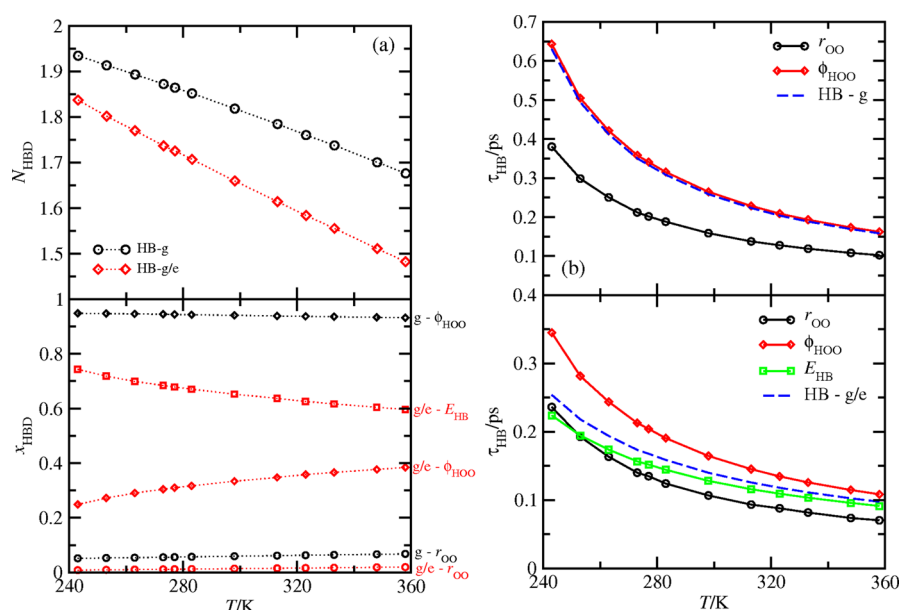 2
1.9
1.8
1.7
1.6
1.5
1
N_HBD
(a)
HB-g
HB-g/e
0.8
0.6
0.4
0.2
0
x_HBD
g - ϕ_HOO
g/e - E_HB
g/e - ϕ_HOO
g - r_OO
g/e - r_OO
240
280
320
360
T/K
0.7
0.6
0.5
0.4
0.3
0.2
0.1
0.4
τ_HB/ps
r_OO
ϕ_HOO
HB - g
(b)
0.3
0.2
0.1
0
τ_HB/ps
r_OO
ϕ_HOO
E_HB
HB - g/e
240
280
320
360
T/K